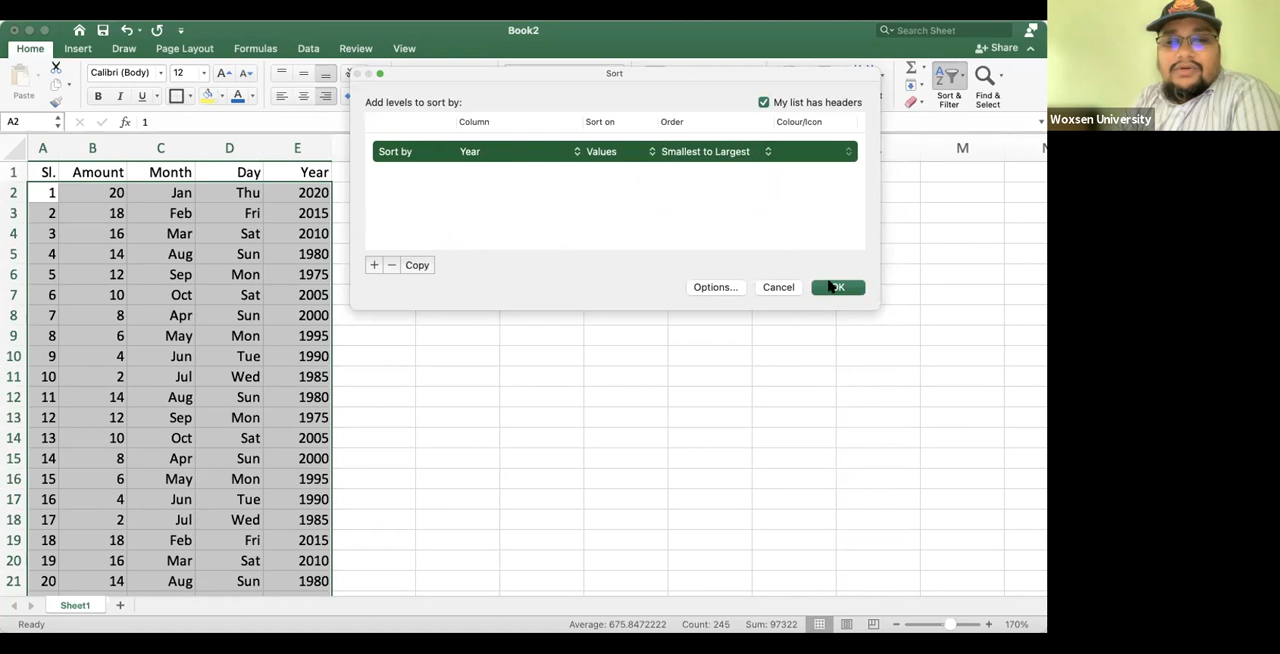 Book2
Search Sheet
Home Insert Draw Page Layout Formulas Data Review View
Share
Paste
Calibri (Body) 12
B I U
Sort & Filter
Find & Select
A2 fx 1
Sort
Add levels to sort by:
My list has headers
Column Sort on Order Colour/Icon
Sort by Year Values Smallest to Largest
+ − Copy
Options... Cancel OK
A B C D E M N
1 Sl. Amount Month Day Year
2 1 20 Jan Thu 2020
3 2 18 Feb Fri 2015
4 3 16 Mar Sat 2010
5 4 14 Aug Sun 1980
6 5 12 Sep Mon 1975
7 6 10 Oct Sat 2005
8 7 8 Apr Sun 2000
9 8 6 May Mon 1995
10 9 4 Jun Tue 1990
11 10 2 Jul Wed 1985
12 11 14 Aug Sun 1980
13 12 12 Sep Mon 1975
14 13 10 Oct Sat 2005
15 14 8 Apr Sun 2000
16 15 6 May Mon 1995
17 16 4 Jun Tue 1990
18 17 2 Jul Wed 1985
19 18 18 Feb Fri 2015
20 19 16 Mar Sat 2010
21 20 14 Aug Sun 1980
Sheet1 +
Ready Average: 675.8472222 Count: 245 Sum: 97322 − + 170%
Woxsen University